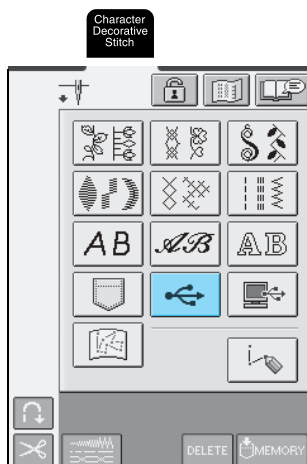 Character
Decorative
Stitch
AB
AB
AB
DELETE
MEMORY